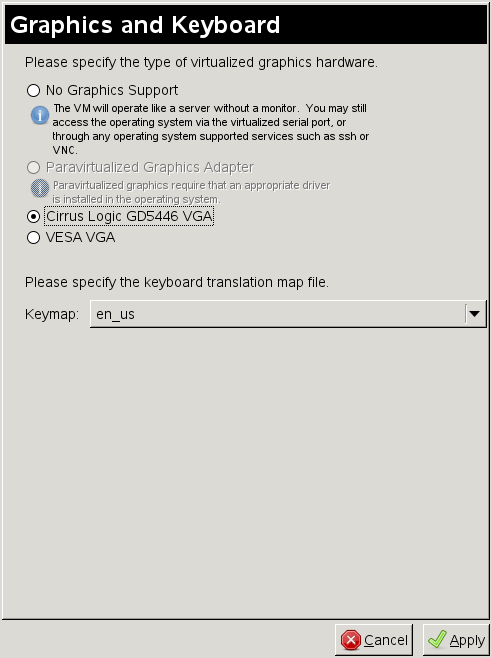 Graphics and Keyboard
Please specify the type of virtualized graphics hardware.
No Graphics Support
The VM will operate like a server without a monitor. You may still
access the operating system via the virtualized serial port, or
through any operating system supported services such as ssh or
VNC.
Paravirtualized Graphics Adapter
Paravirtualized graphics require that an appropriate driver
is installed in the operating system.
Cirrus Logic GD5446 VGA
VESA VGA
Please specify the keyboard translation map file.
Keymap: en_us
Cancel Apply